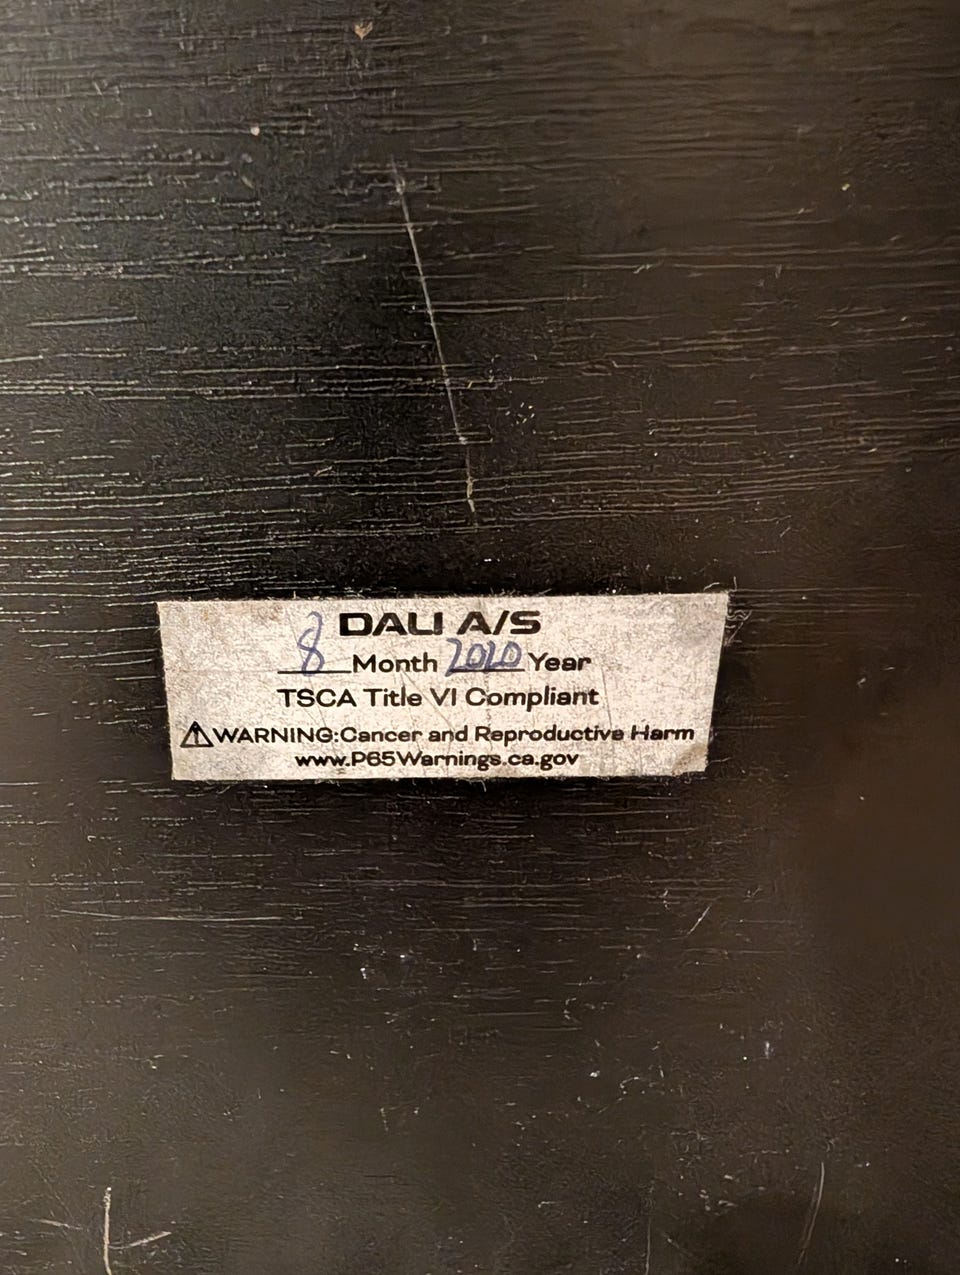 DALI A/S
8 Month 2020 Year
TSCA Title VI Compliant
⚠WARNING:Cancer and Reproductive Harm
www.P65Warnings.ca.gov